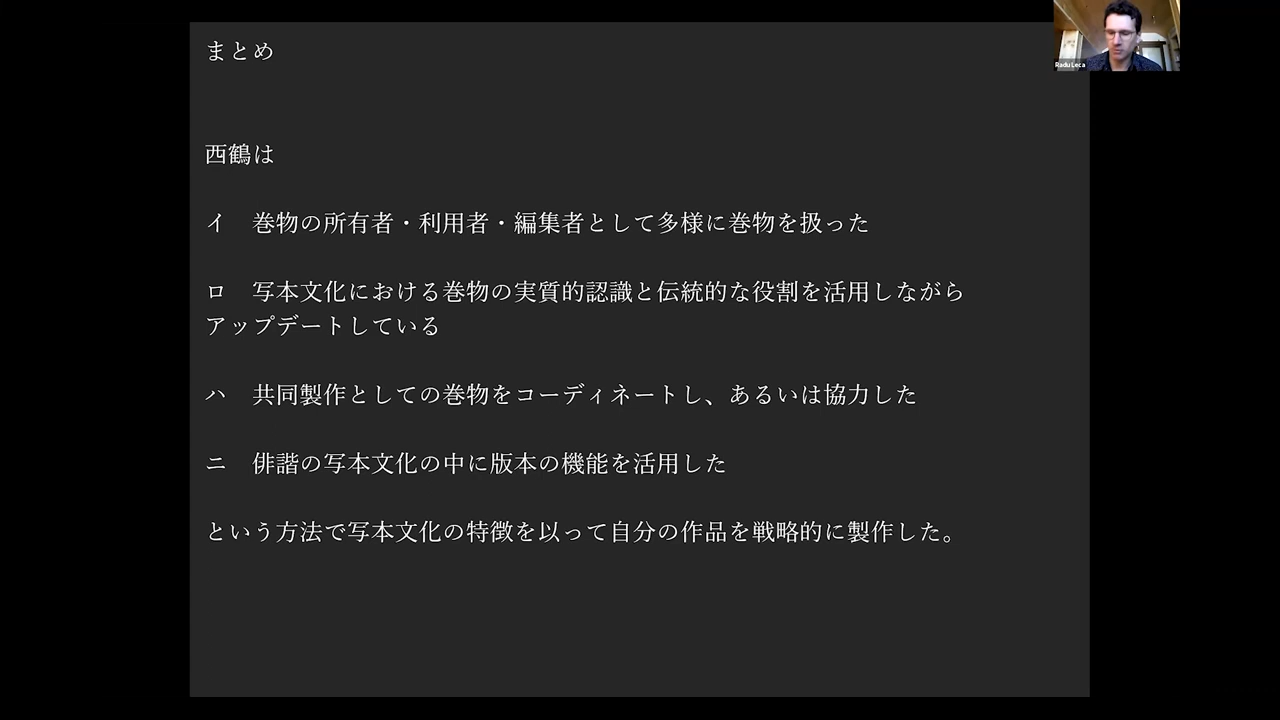 まとめ
Radu Leca
西鶴は
イ 巻物の所有者・利用者・編集者として多様に巻物を扱った
ロ 写本文化における巻物の実質的認識と伝統的な役割を活用しながら
アップデートしている
ハ 共同製作としての巻物をコーディネートし、あるいは協力した
ニ 俳諧の写本文化の中に版本の機能を活用した
という方法で写本文化の特徴を以って自分の作品を戦略的に製作した。